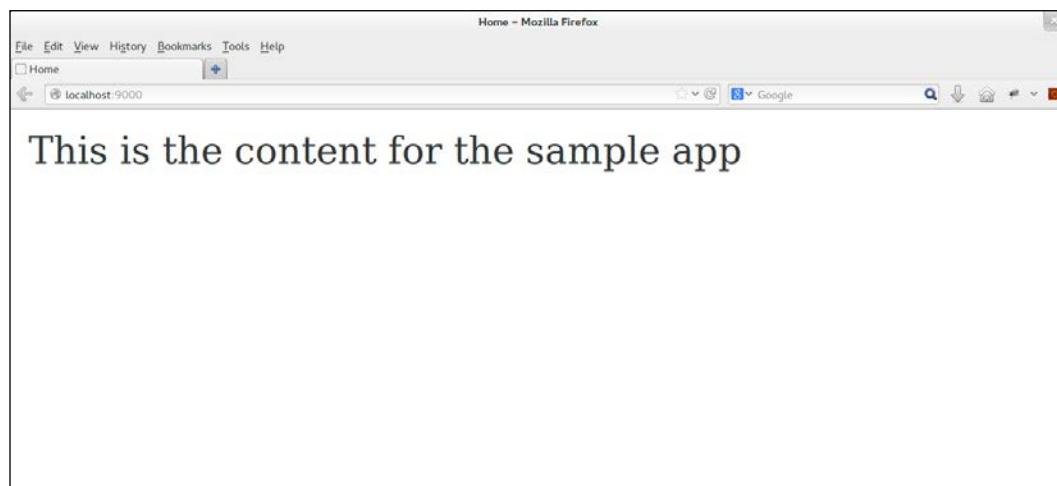 Home – Mozilla Firefox
File Edit View History Bookmarks Tools Help
Home
localhost:9000
Google
This is the content for the sample app